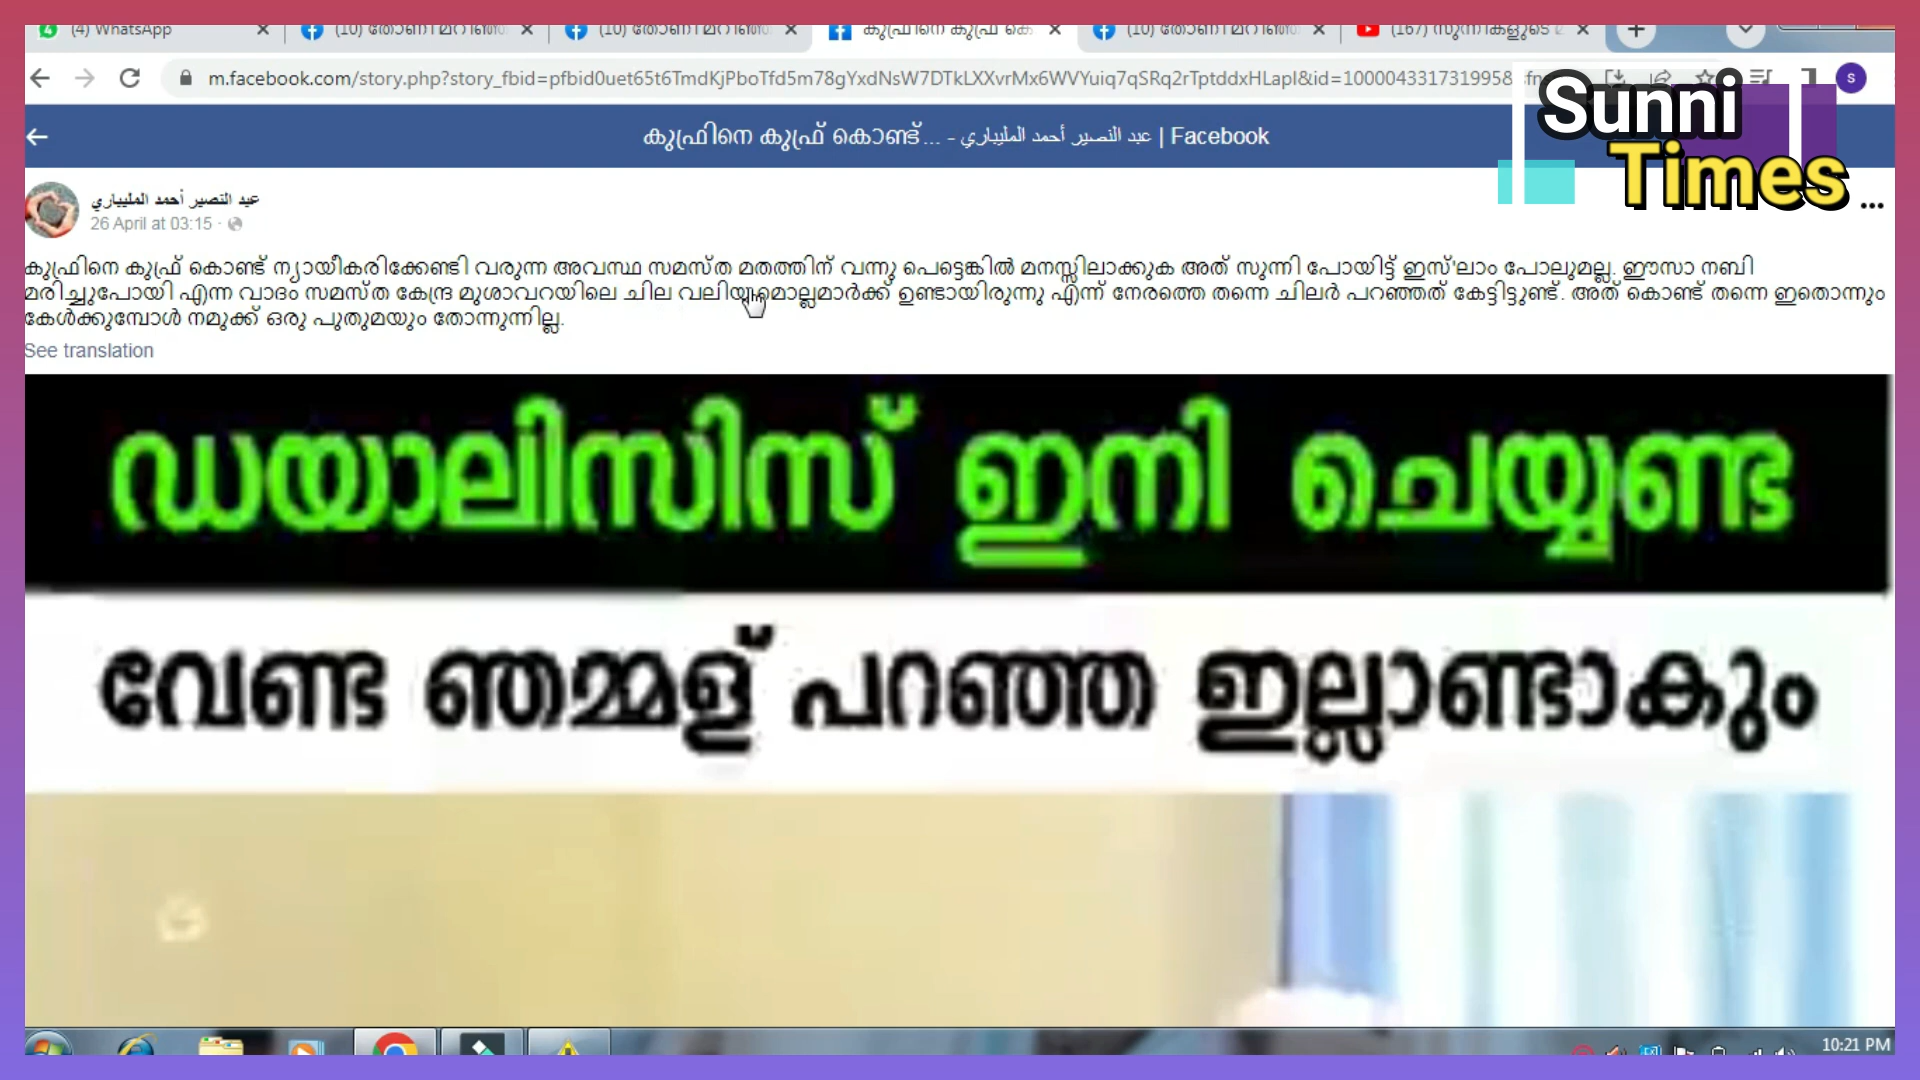 (4) WhatsApp
m.facebook.com/story.php?story_fbid=pfbid0uet65t6TmdKjPboTfd5m78gYxdNsW7DTkLXXvrMx6WVYuiq7qSRq2rTptddxHLapl&id=100004331731995
S
Sunni
Times
കുഫ്രിനെ കുഫ്ര് കൊണ്ട്... - عبد النصير أحمد المليباري | Facebook
عبد النصير أحمد المليباري
26 April at 03:15 ·
കുഫ്രിനെ കുഫ്ര് കൊണ്ട് ന്യായീകരിക്കേണ്ടി വരുന്ന അവസ്ഥ സമസ്ത മതത്തിന് വന്നു പെട്ടെങ്കിൽ മനസ്സിലാക്കുക അത് സുന്നി പോയിട്ട് ഇസ്'ലാം പോലുമല്ല. ഈസാ നബി
മരിച്ചുപോയി എന്ന വാദം സമസ്ത കേന്ദ്ര മുശാവറയിലെ ചില വലിയ മൊല്ലമാർക്ക് ഉണ്ടായിരുന്നു എന്ന് നേരത്തെ തന്നെ ചിലർ പറഞ്ഞത് കേട്ടിട്ടുണ്ട്. അത് കൊണ്ട് തന്നെ ഇതൊന്നും
കേൾക്കുമ്പോൾ നമുക്ക് ഒരു പുതുമയും തോന്നുന്നില്ല.
See translation
ഡയാലിസിസ് ഇനി ചെയ്യണ്ട
വേണ്ട ഞമ്മള് പറഞ്ഞ ഇല്ലാണ്ടാകും
10:21 PM